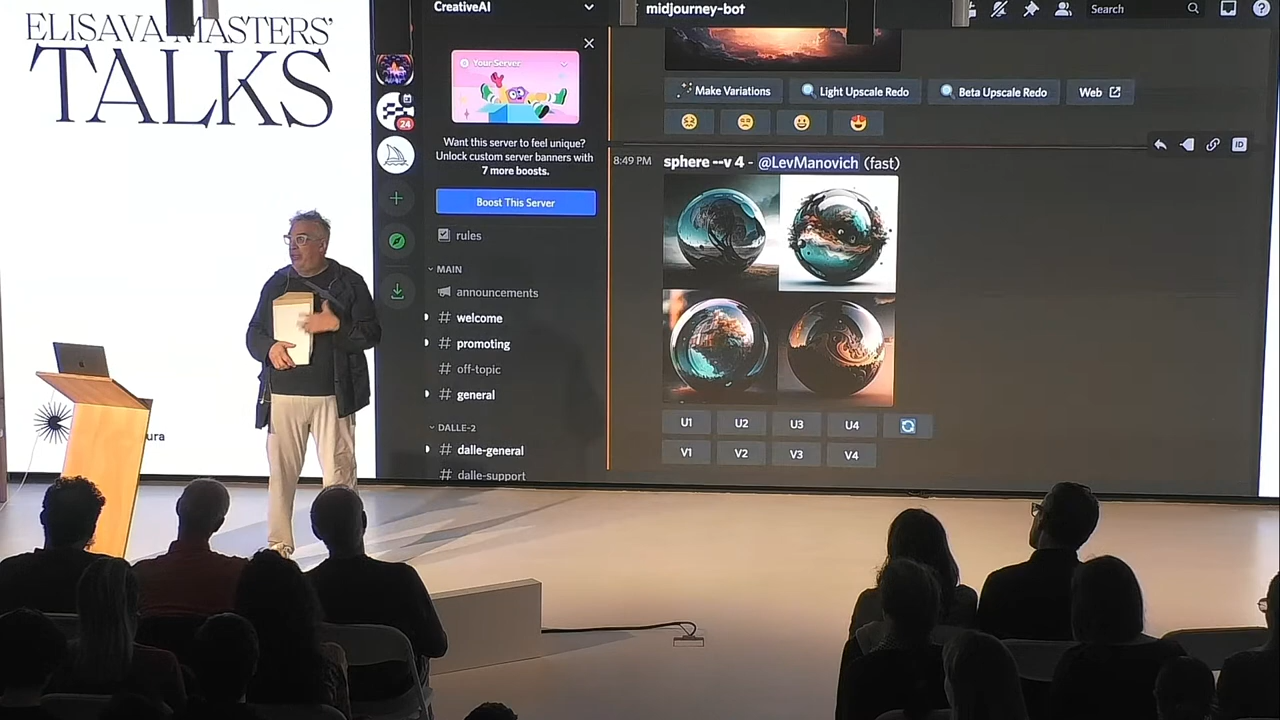 ELISAVA MASTERS'
TALKS
ura
CreativeAI
24
Your Server
Want this server to feel unique?
Unlock custom server banners with
7 more boosts.
Boost This Server
rules
MAIN
announcements
# welcome
# promoting
# off-topic
# general
DALLE-2
# dalle-general
# dalle-support
midjourney-bot
Search
Make Variations
Light Upscale Redo
Beta Upscale Redo
Web
ID
8:49 PM
sphere --v 4 - @LevManovich (fast)
U1 U2 U3 U4
V1 V2 V3 V4